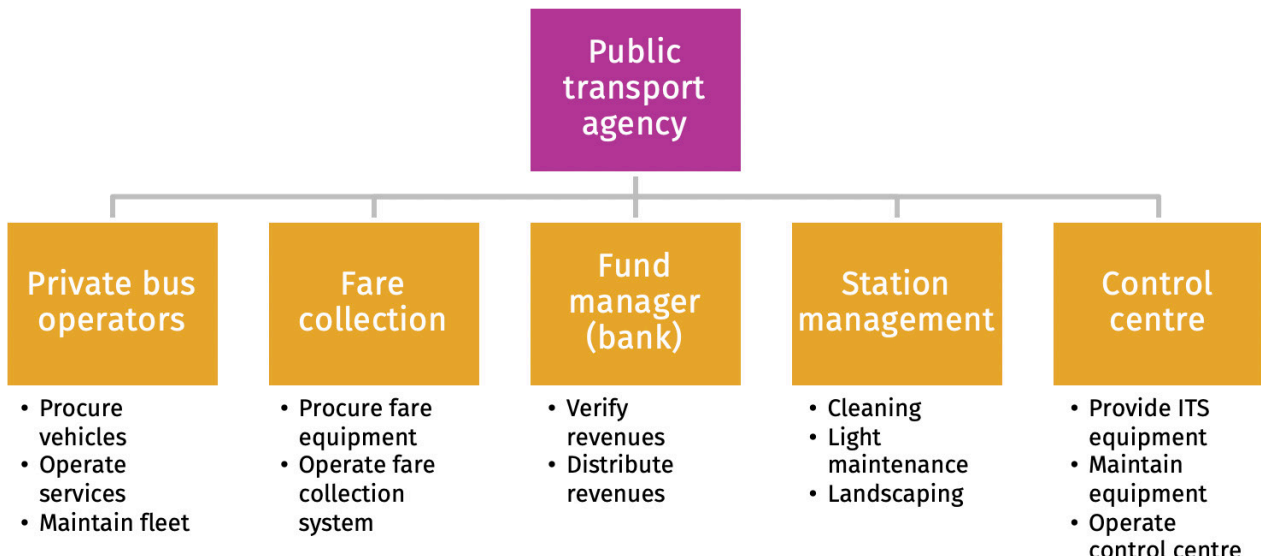 Public
transport
agency
Private bus
operators
Fare
collection
Fund
manager
(bank)
Station
management
Control
centre
• Procure
vehicles
• Operate
services
• Maintain fleet
• Procure fare
equipment
• Operate fare
collection
system
• Verify
revenues
• Distribute
revenues
• Cleaning
• Light
maintenance
• Landscaping
• Provide ITS
equipment
• Maintain
equipment
• Operate
control centre